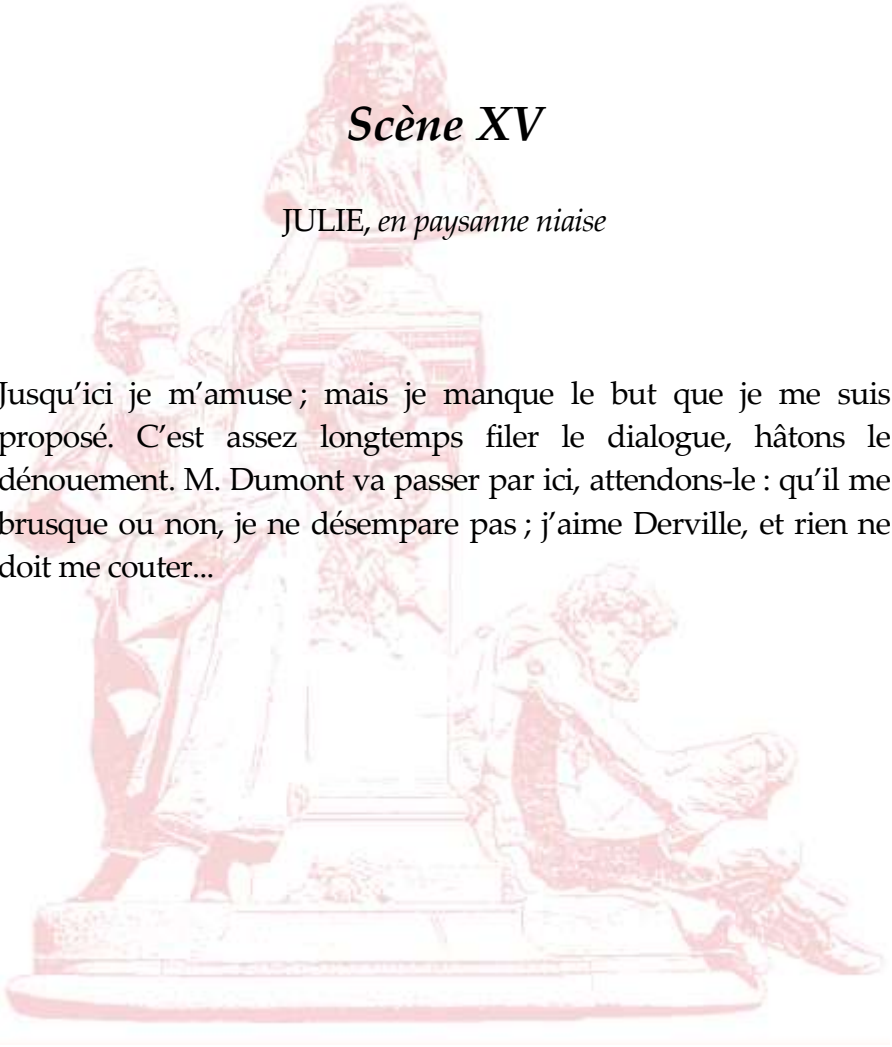 Scène XV
JULIE, en paysanne niaise
Jusqu’ici je m’amuse ; mais je manque le but que je me suis
proposé. C’est assez longtemps filer le dialogue, hâtons le
dénouement. M. Dumont va passer par ici, attendons-le : qu’il me
brusque ou non, je ne désempare pas ; j’aime Derville, et rien ne
doit me couter...